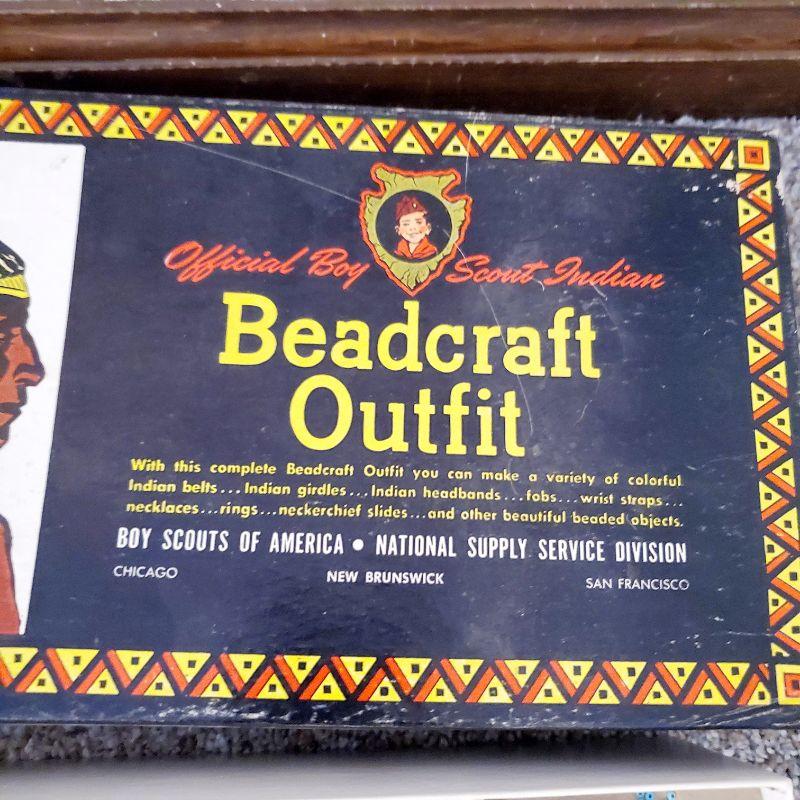 Official Boy Scout Indian
Beadcraft
Outfit
With this complete Beadcraft Outfit you can make a variety of colorful
Indian belts...Indian girdles...Indian headbands...fobs...wrist straps...
necklaces...rings...neckerchief slides...and other beautiful beaded objects.
BOY SCOUTS OF AMERICA • NATIONAL SUPPLY SERVICE DIVISION
CHICAGO NEW BRUNSWICK SAN FRANCISCO